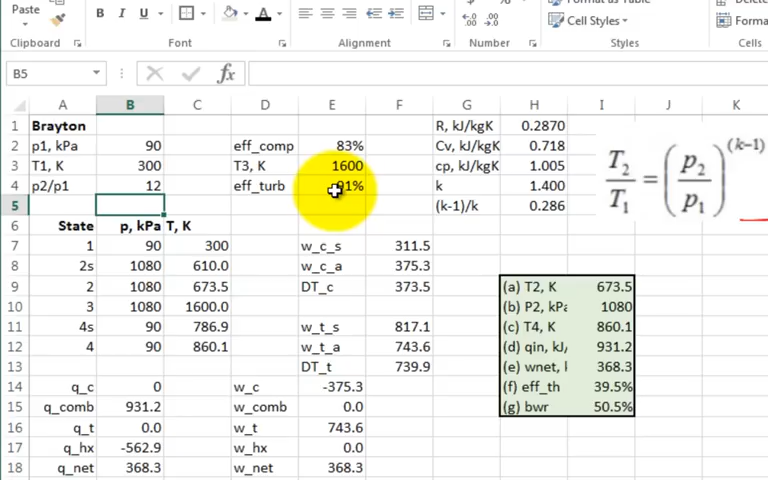 Paste
B I U
Format as Table
Cell Styles
Format
Clipboard Font Alignment Number Styles Cells
B5 fx
A B C D E F G H I J K
1 Brayton R, kJ/kgK 0.2870
2 p1, kPa 90 eff_comp 83% Cv, kJ/kgK 0.718
3 T1, K 300 T3, K 1600 cp, kJ/kgK 1.005
4 p2/p1 12 eff_turb 91% k 1.400
5 (k-1)/k 0.286
T2/T1 = (p2/p1)^(k-1)
6 State p, kPa T, K
7 1 90 300 w_c_s 311.5
8 2s 1080 610.0 w_c_a 375.3
9 2 1080 673.5 DT_c 373.5 (a) T2, K 673.5
10 3 1080 1600.0 (b) P2, kPa 1080
11 4s 90 786.9 w_t_s 817.1 (c) T4, K 860.1
12 4 90 860.1 w_t_a 743.6 (d) qin, kJ/ 931.2
13 DT_t 739.9 (e) wnet, 368.3
14 q_c 0 w_c -375.3 (f) eff_th 39.5%
15 q_comb 931.2 w_comb 0.0 (g) bwr 50.5%
16 q_t 0.0 w_t 743.6
17 q_hx -562.9 w_hx 0.0
18 q_net 368.3 w_net 368.3